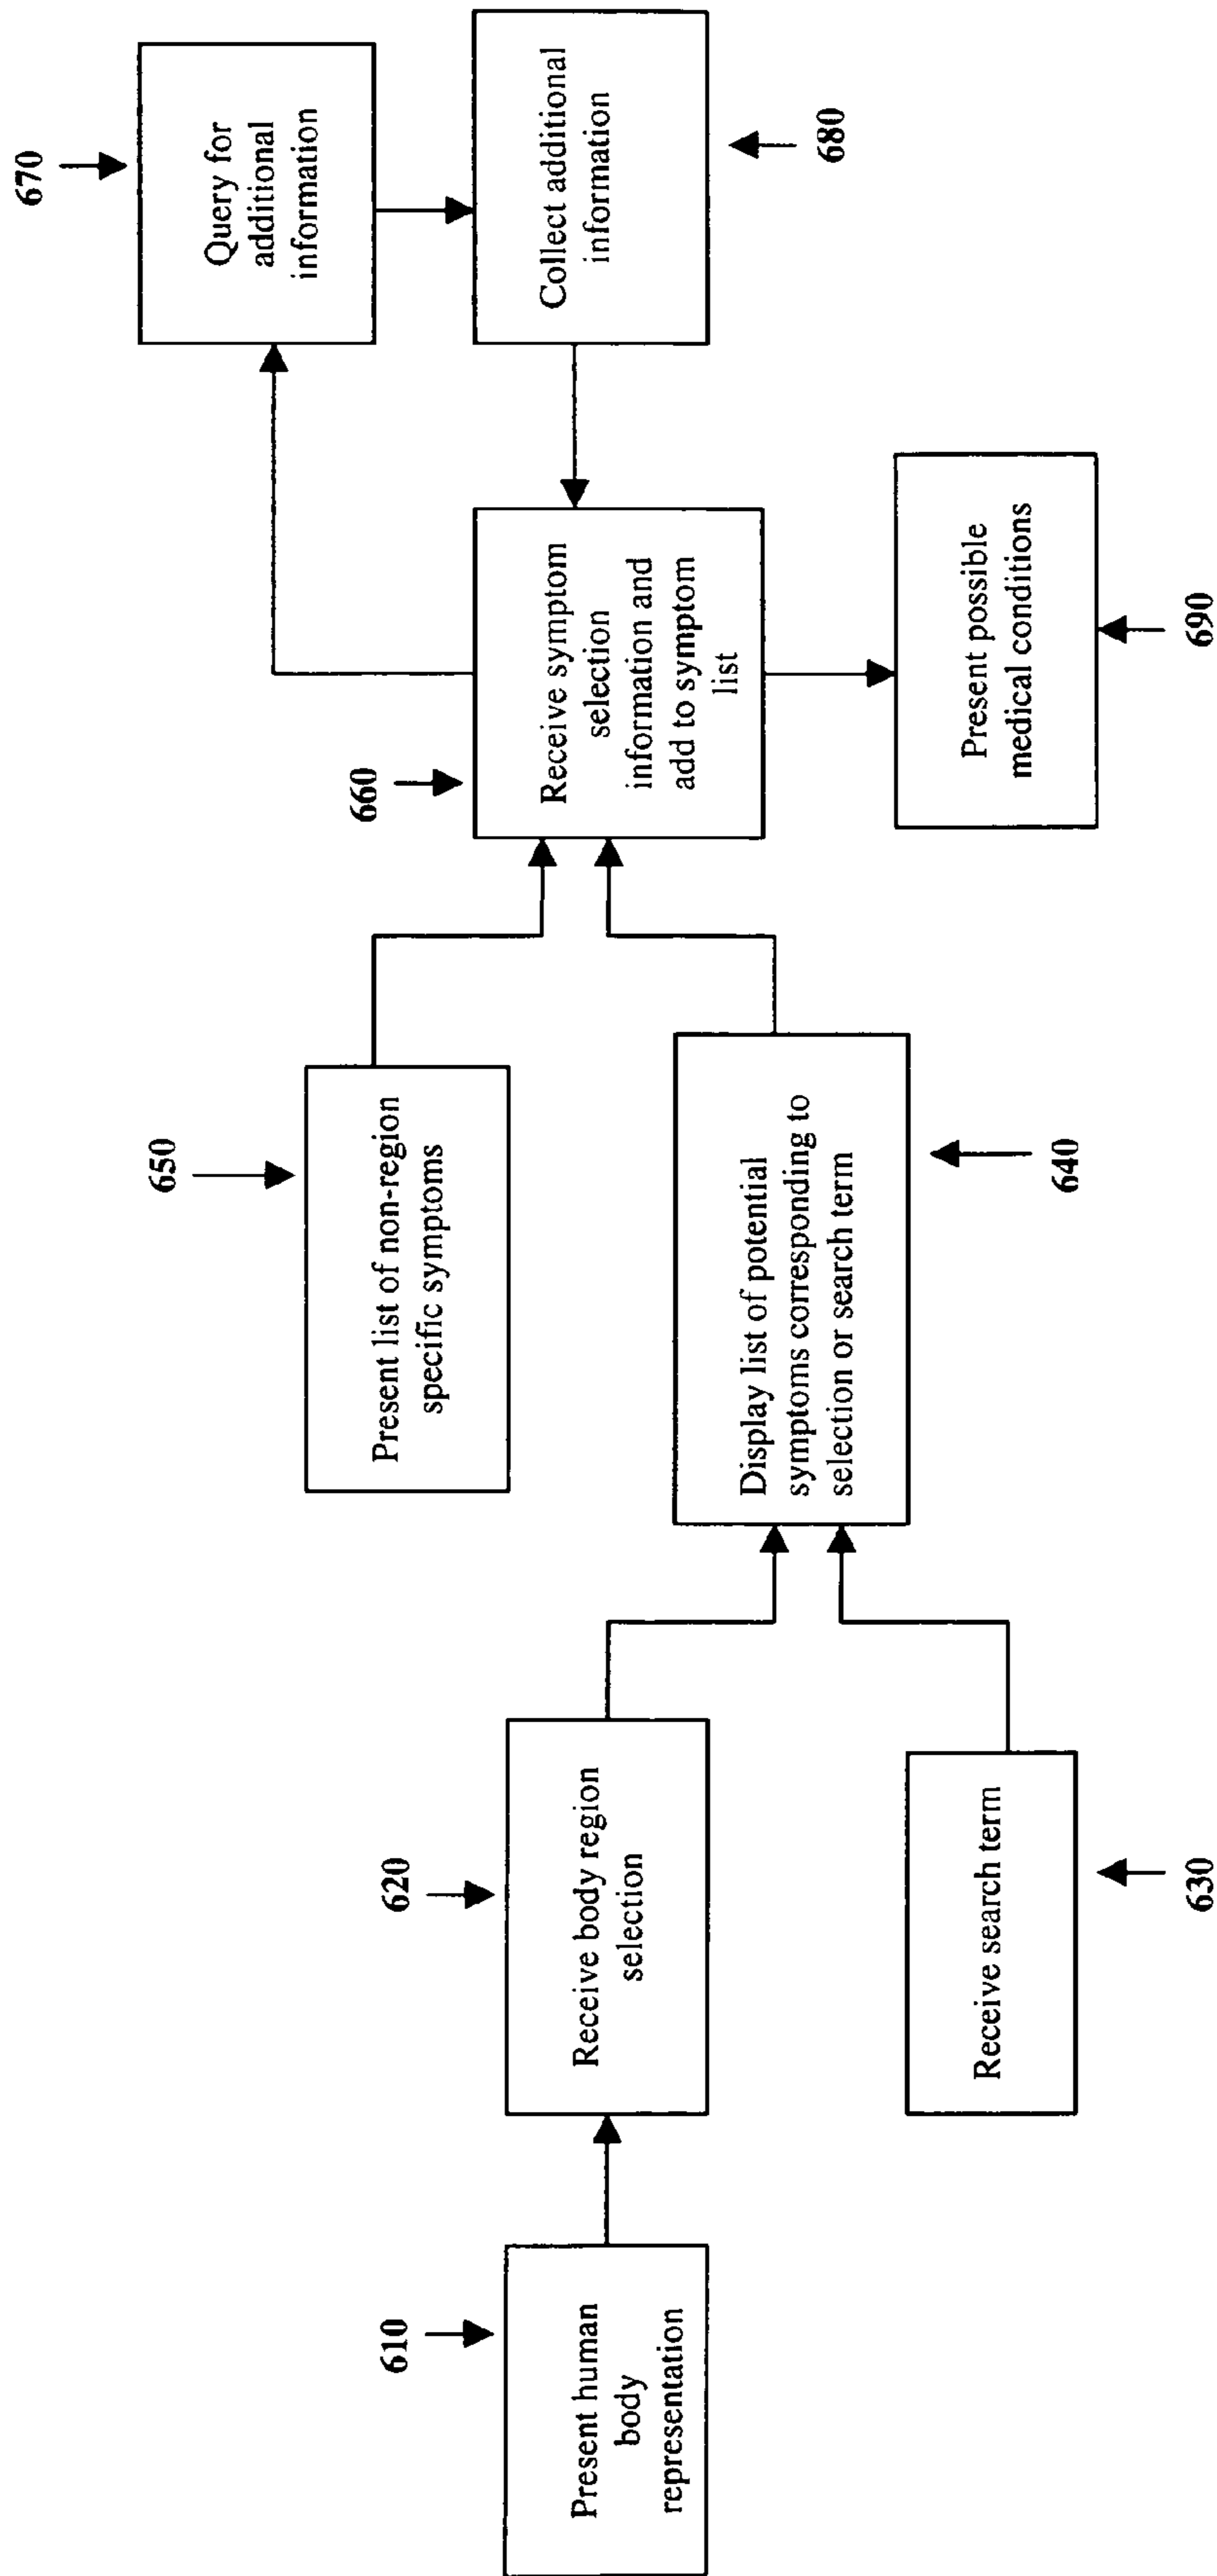 610
Present human
body
representation
620
Receive body region
selection
630
Receive search term
640
Display list of potential
symptoms corresponding to
selection or search term
650
Present list of non-region
specific symptoms
660
Receive symptom
selection
information and
add to symptom
list
670
Query for
additional
information
680
Collect additional
information
690
Present possible
medical conditions